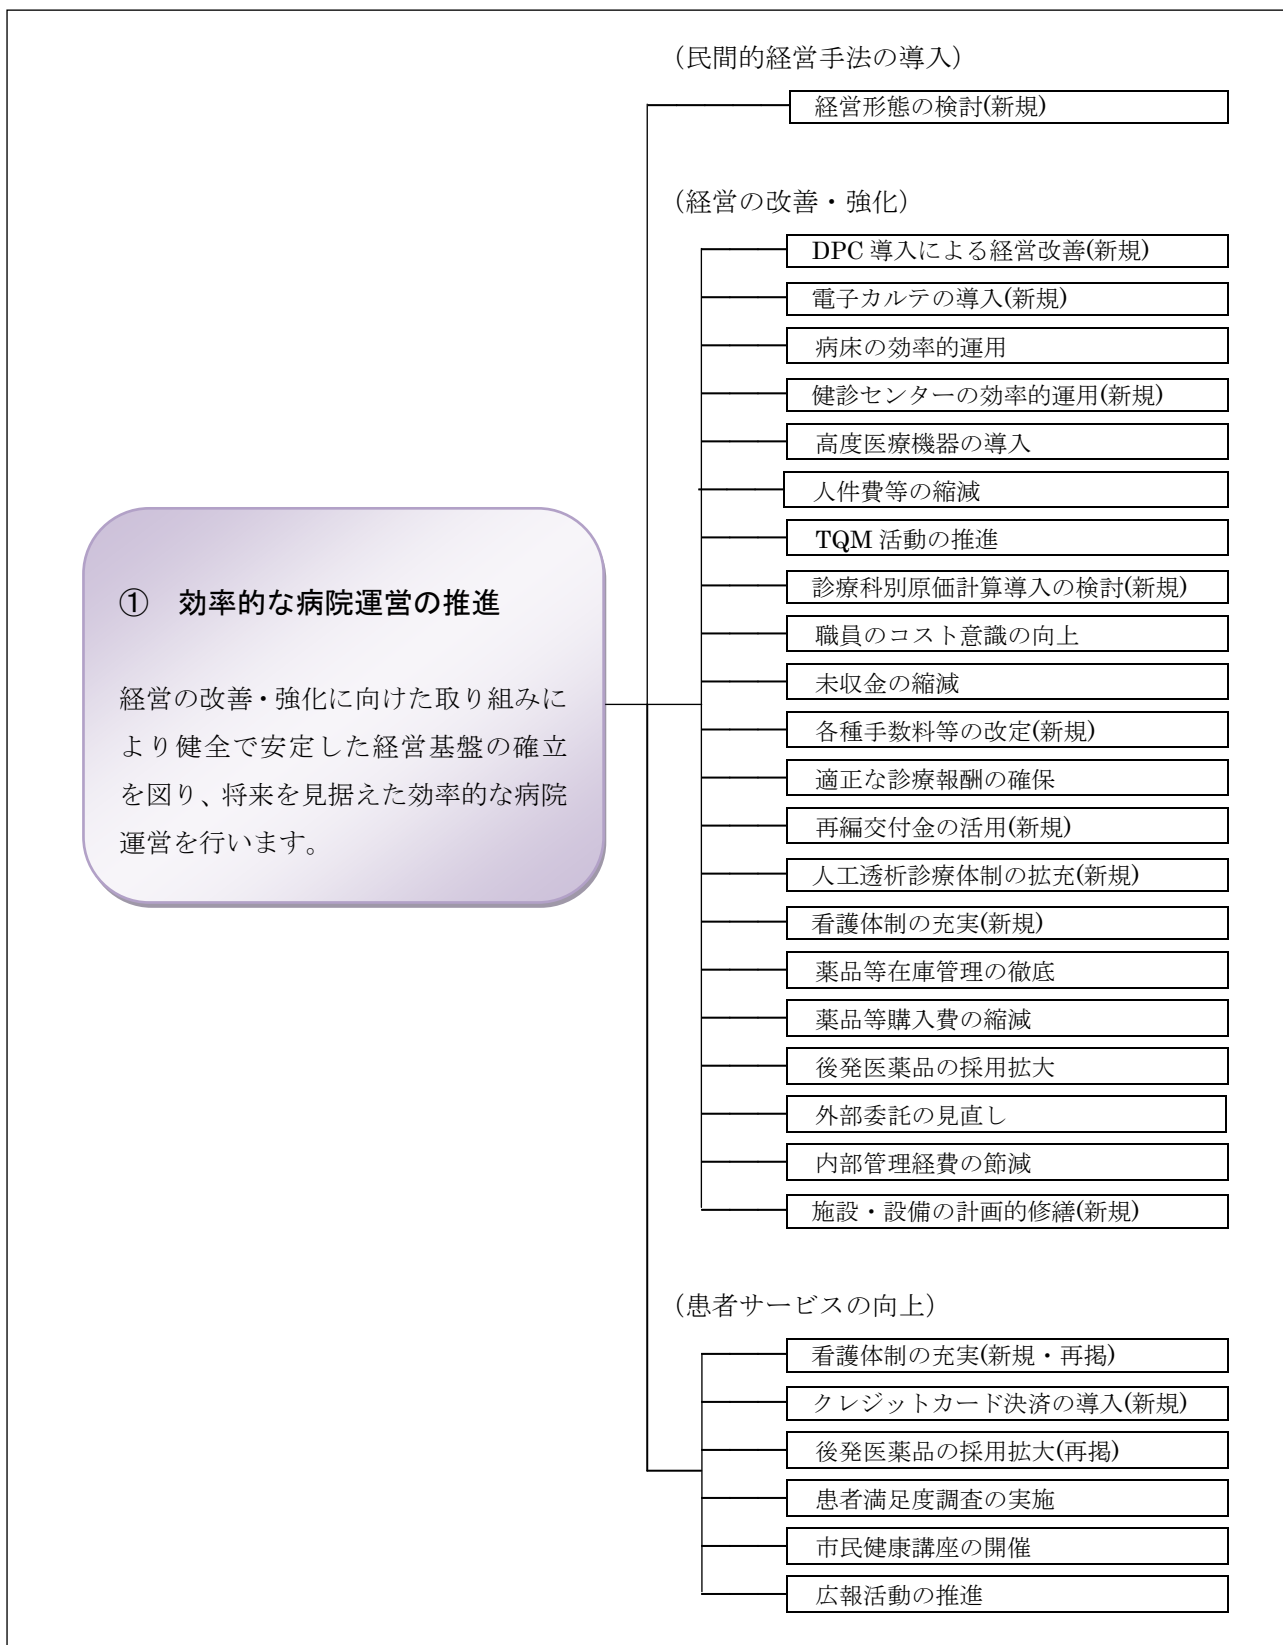 （民間的経営手法の導入）
経営形態の検討(新規)
（経営の改善・強化）
DPC 導入による経営改善(新規)
電子カルテの導入(新規)
病床の効率的運用
健診センターの効率的運用(新規)
高度医療機器の導入
人件費等の縮減
TQM 活動の推進
診療科別原価計算導入の検討(新規)
職員のコスト意識の向上
未収金の縮減
各種手数料等の改定(新規)
適正な診療報酬の確保
再編交付金の活用(新規)
人工透析診療体制の拡充(新規)
看護体制の充実(新規)
薬品等在庫管理の徹底
薬品等購入費の縮減
後発医薬品の採用拡大
外部委託の見直し
内部管理経費の節減
施設・設備の計画的修繕(新規)
（患者サービスの向上）
看護体制の充実(新規・再掲)
クレジットカード決済の導入(新規)
後発医薬品の採用拡大(再掲)
患者満足度調査の実施
市民健康講座の開催
広報活動の推進
①　効率的な病院運営の推進
経営の改善・強化に向けた取り組みに
より健全で安定した経営基盤の確立
を図り、将来を見据えた効率的な病院
運営を行います。